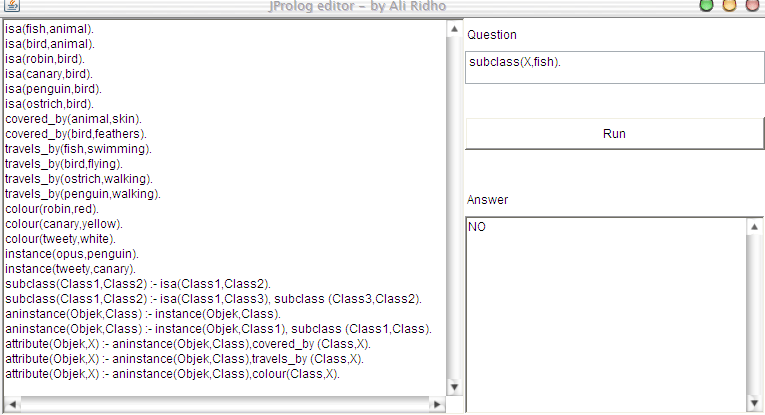 JProlog editor - by Ali Ridho
isa(fish,animal).
isa(bird,animal).
isa(robin,bird).
isa(canary,bird).
isa(penguin,bird).
isa(ostrich,bird).
covered_by(animal,skin).
covered_by(bird,feathers).
travels_by(fish,swimming).
travels_by(bird,flying).
travels_by(ostrich,walking).
travels_by(penguin,walking).
colour(robin,red).
colour(canary,yellow).
colour(tweety,white).
instance(opus,penguin).
instance(tweety,canary).
subclass(Class1,Class2) :- isa(Class1,Class2).
subclass(Class1,Class2) :- isa(Class1,Class3), subclass (Class3,Class2).
aninstance(Objek,Class) :- instance(Objek,Class).
aninstance(Objek,Class) :- instance(Objek,Class1), subclass (Class1,Class).
attribute(Objek,X) :- aninstance(Objek,Class),covered_by (Class,X).
attribute(Objek,X) :- aninstance(Objek,Class),travels_by (Class,X).
attribute(Objek,X) :- aninstance(Objek,Class),colour(Class,X).
Question
subclass(X,fish).
Run
Answer
NO